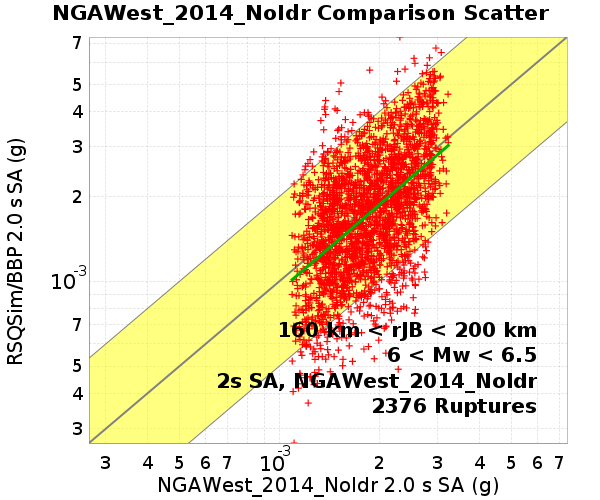 NGAWest_2014_NoIdr Comparison Scatter
7
5
4
3
2
10-3
7
5
4
3
RSQSim/BBP 2.0 s SA (g)
160 km < rJB < 200 km
6 < Mw < 6.5
2s SA, NGAWest_2014_NoIdr
2376 Ruptures
3 4 5 6 7 10-3 2 3 4 5 6 7
NGAWest_2014_NoIdr 2.0 s SA (g)